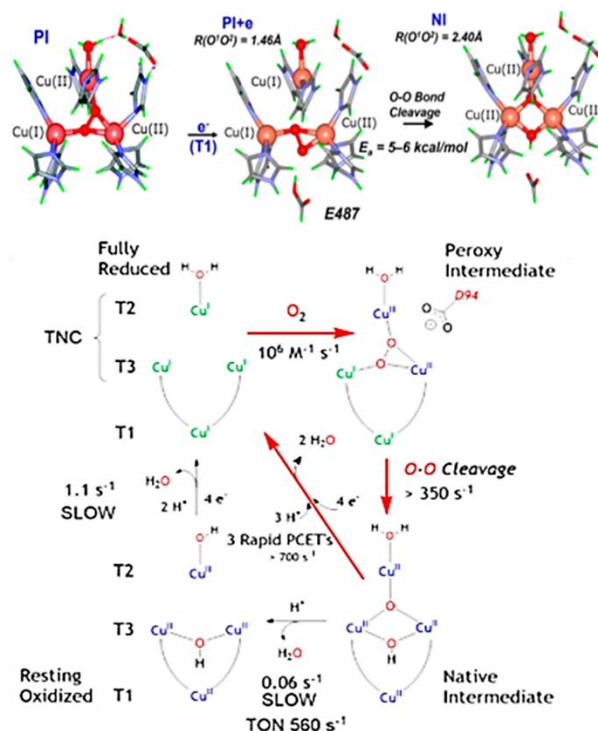 PI
PI+e
NI
R(O¹O²) = 1.46Å
R(O¹O²) = 2.40Å
Cu(II)
Cu(I)
Cu(II)
Cu(I)
Cu(II)
Cu(I)
Cu(II)
Cu(II)
Cu(II)
e⁻
(T1)
O-O Bond
Cleavage
Eₐ = 5–6 kcal/mol
E487
Fully
Reduced
Peroxy
Intermediate
H H
O
Cuᴵ
T2
TNC
T3
Cuᴵ Cuᴵ
T1
Cuᴵ
O₂
10⁶ M⁻¹ s⁻¹
H H
O
Cuᴵᴵ
O
O
Cuᴵ Cuᴵᴵ
Cuᴵ
D94
O
O
⊖
2 H₂O
O-O Cleavage
> 350 s⁻¹
H₂O
1.1 s⁻¹
SLOW
2 H⁺ 4 e⁻
3 H⁺ 4 e⁻
3 Rapid PCET's
> 700 s⁻¹
H
O
Cuᴵᴵ
T2
T3
Cuᴵᴵ Cuᴵᴵ
O
H
T1
Cuᴵᴵ
Resting
Oxidized
H⁺
H₂O
0.06 s⁻¹
SLOW
TON 560 s⁻¹
H H
O
Cuᴵᴵ
O
Cuᴵᴵ Cuᴵᴵ
O
H
Cuᴵᴵ
Native
Intermediate